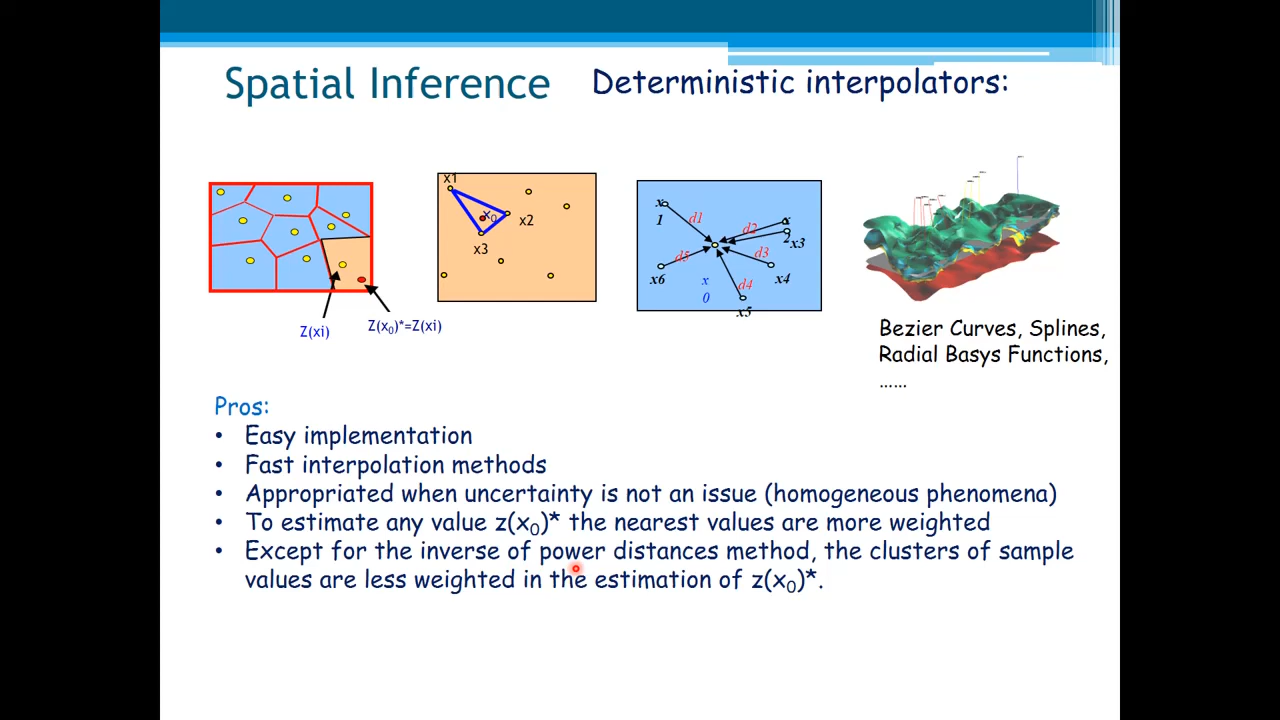 Spatial Inference
Deterministic interpolators:
Z(xi)
Z(x0)*=Z(xi)
x1
x0
x2
x3
x
1
d1
d2
x
2
x3
d3
x4
d4
x5
d5
x6
x
0
Bezier Curves, Splines,
Radial Basys Functions,
……
Pros:
• Easy implementation
• Fast interpolation methods
• Appropriated when uncertainty is not an issue (homogeneous phenomena)
• To estimate any value z(x0)* the nearest values are more weighted
• Except for the inverse of power distances method, the clusters of sample
values are less weighted in the estimation of z(x0)*.